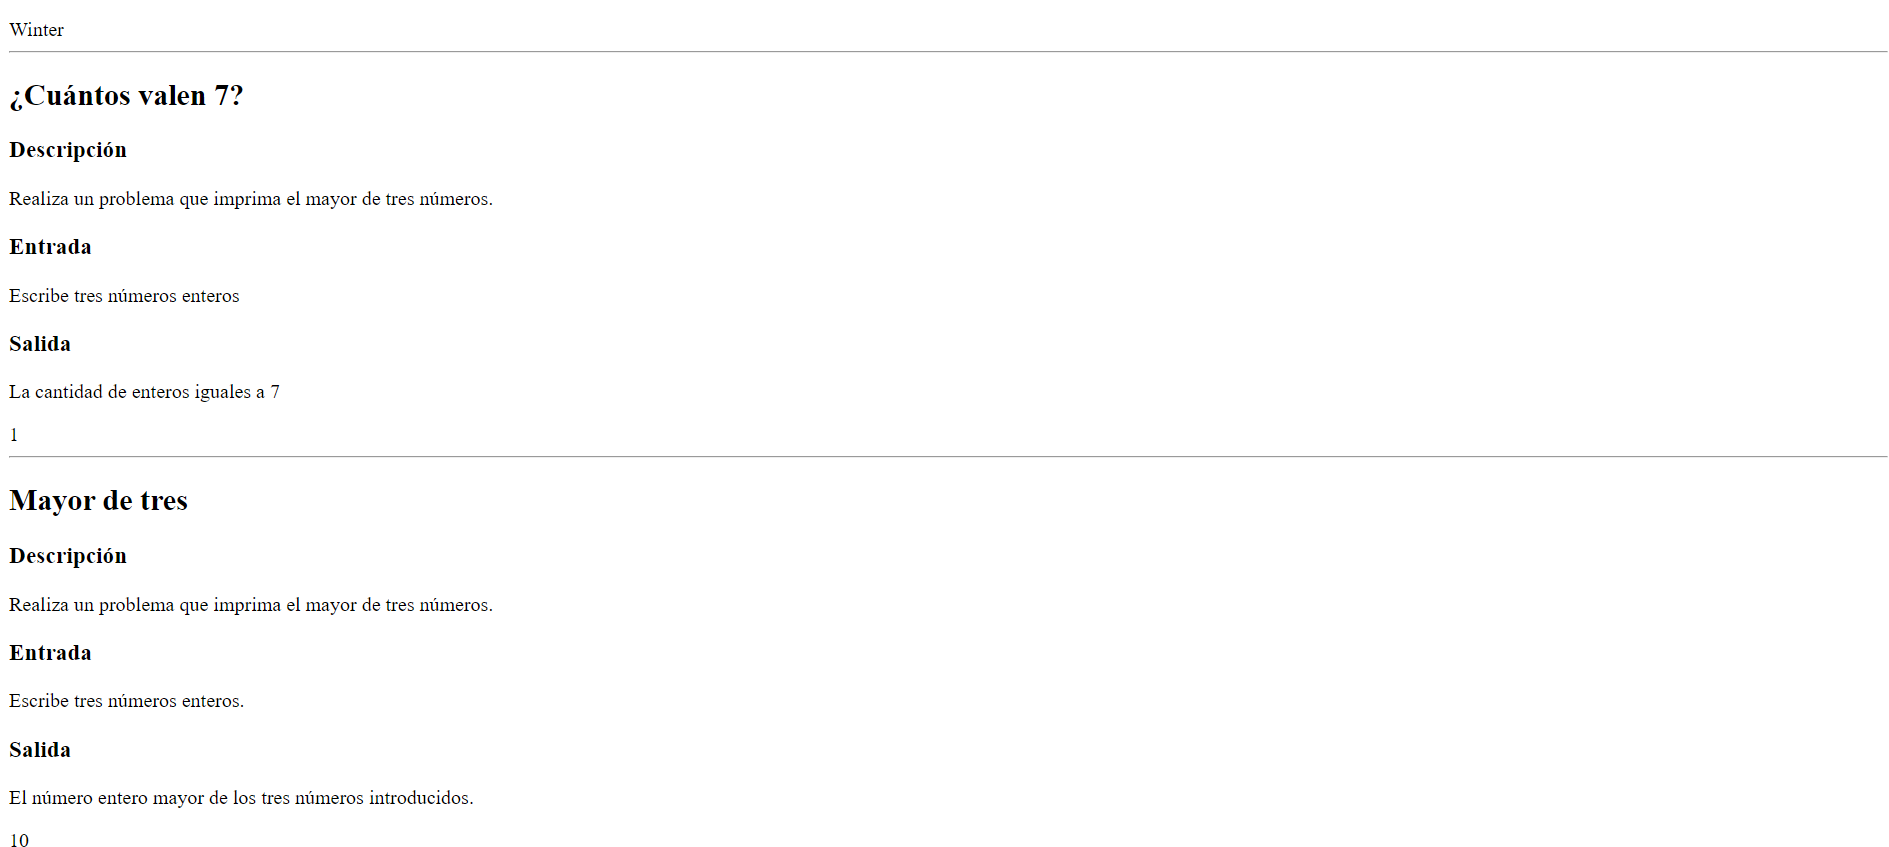 Winter
¿Cuántos valen 7?
Descripción
Realiza un problema que imprima el mayor de tres números.
Entrada
Escribe tres números enteros
Salida
La cantidad de enteros iguales a 7
1
Mayor de tres
Descripción
Realiza un problema que imprima el mayor de tres números.
Entrada
Escribe tres números enteros.
Salida
El número entero mayor de los tres números introducidos.
10